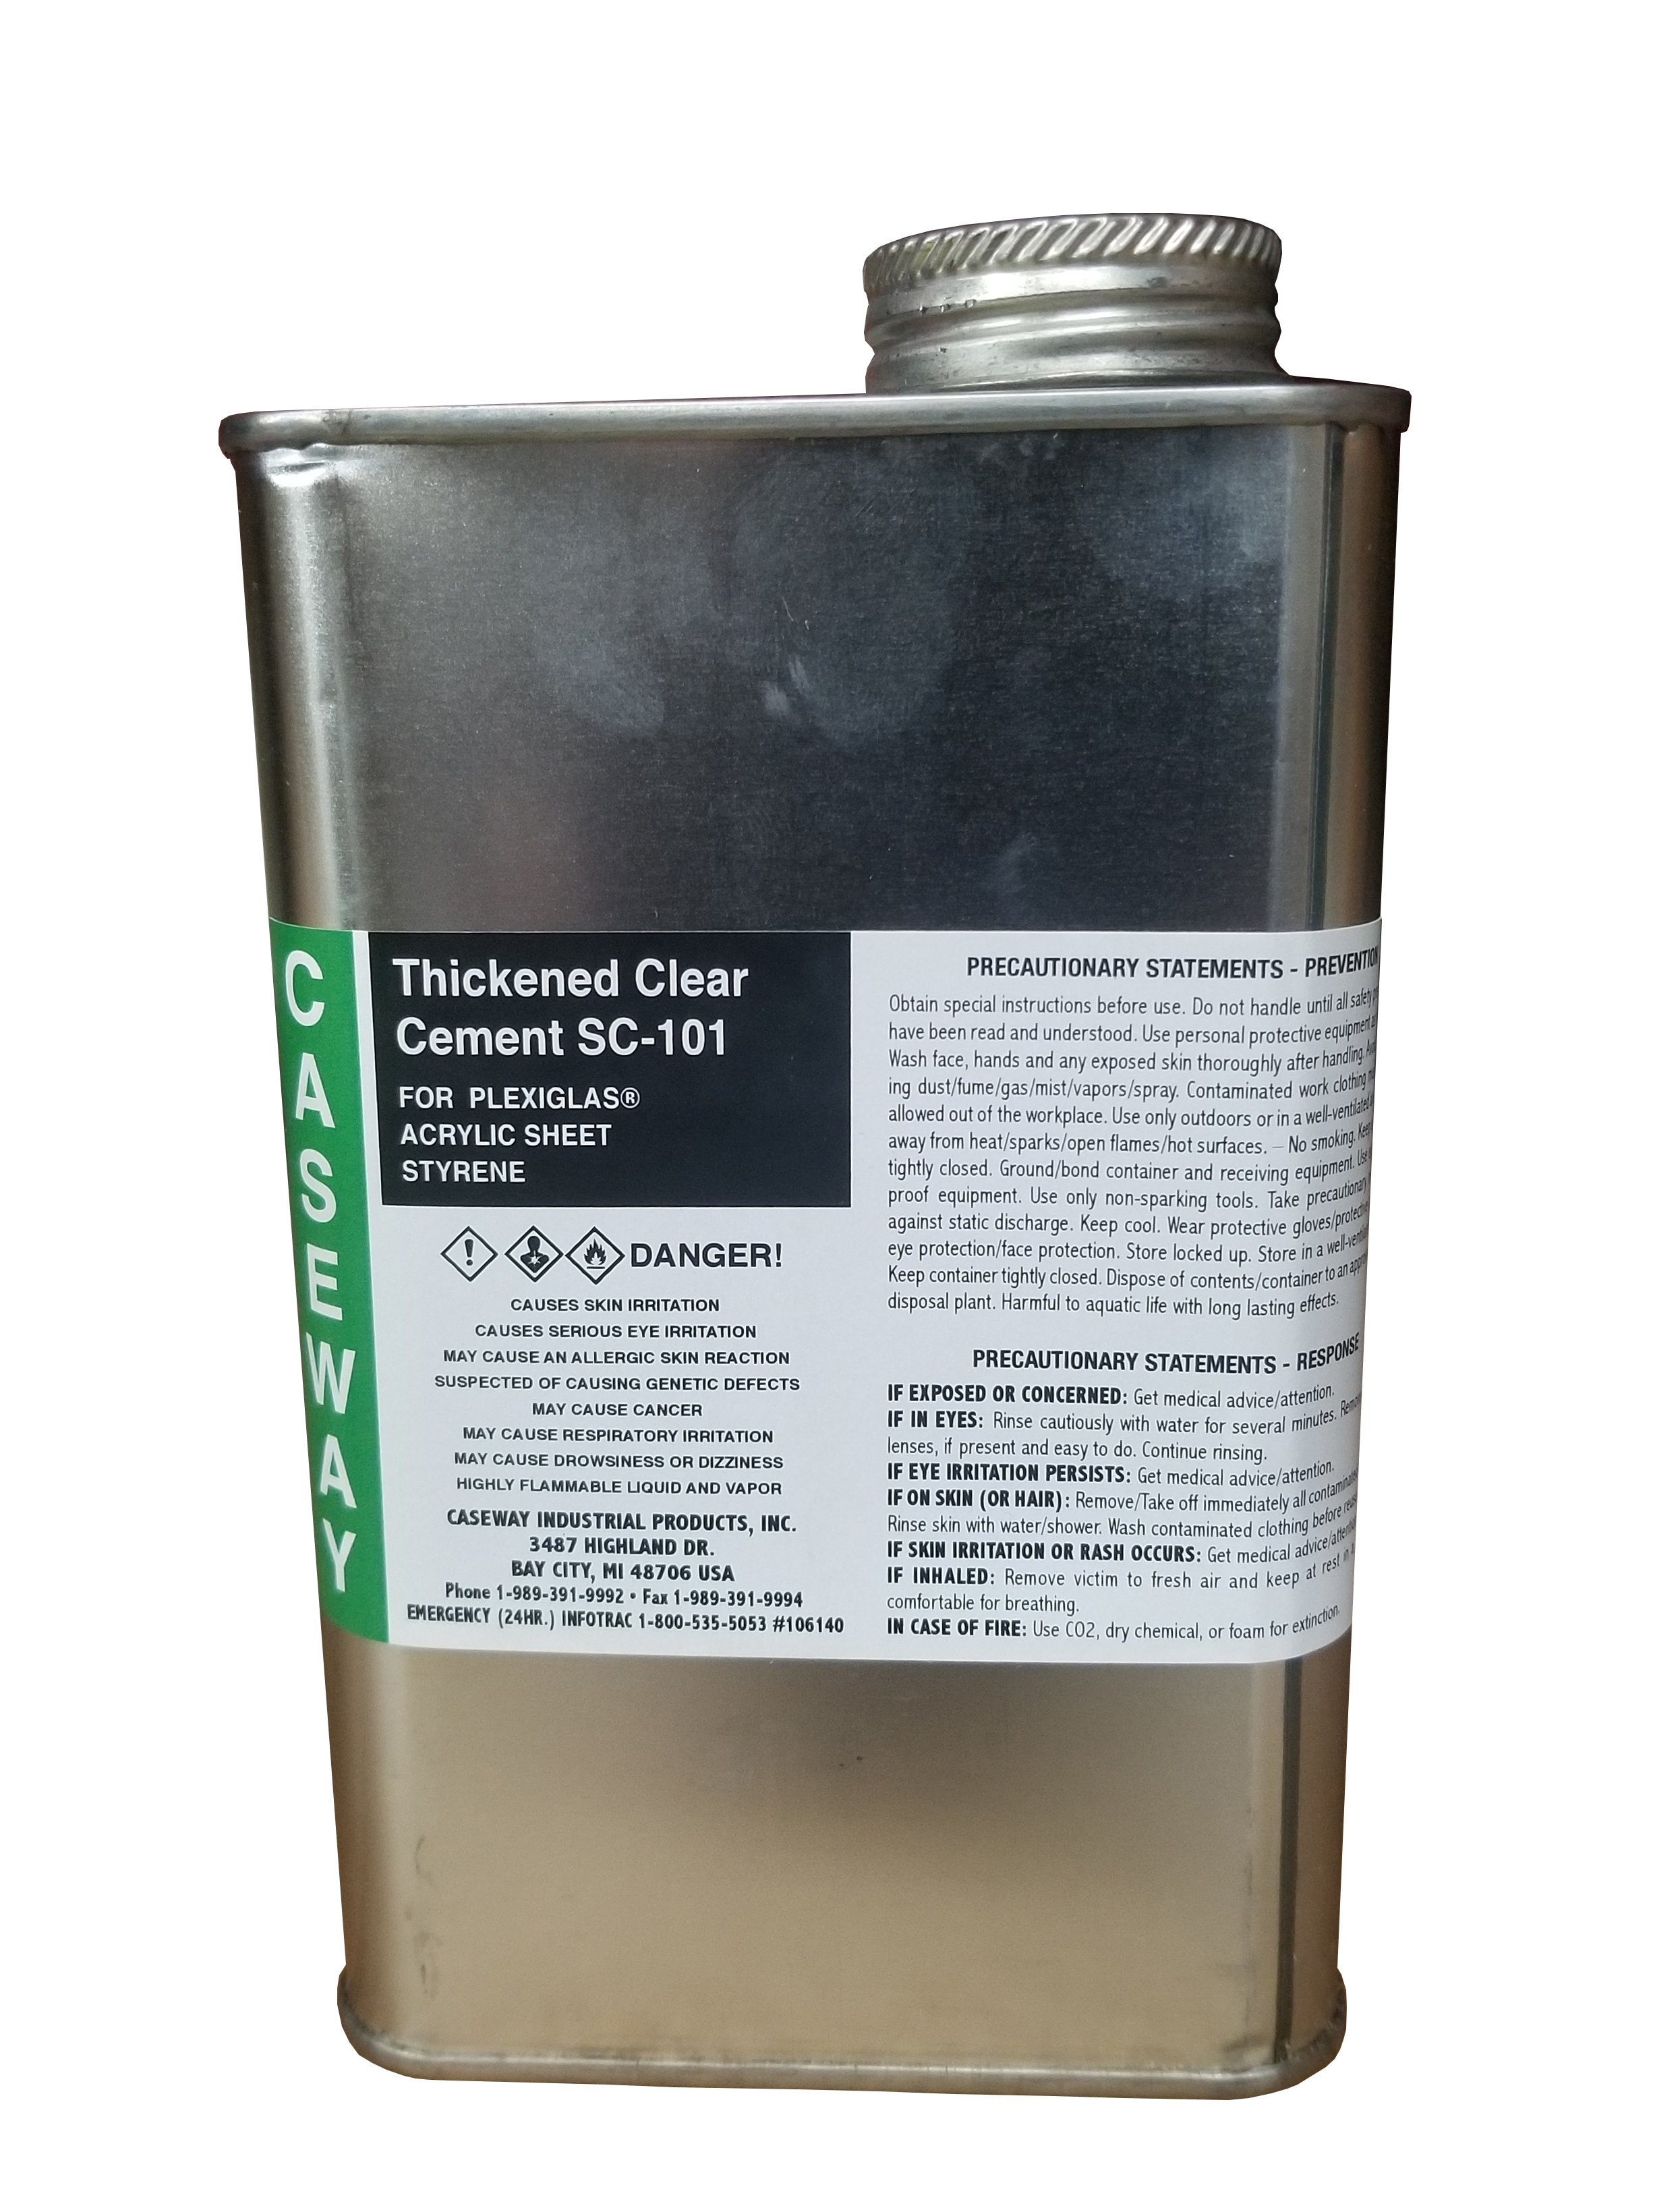 CASEWAY
Thickened Clear
Cement SC-101
FOR PLEXIGLAS®
ACRYLIC SHEET
STYRENE
DANGER!
CAUSES SKIN IRRITATION
CAUSES SERIOUS EYE IRRITATION
MAY CAUSE AN ALLERGIC SKIN REACTION
SUSPECTED OF CAUSING GENETIC DEFECTS
MAY CAUSE CANCER
MAY CAUSE RESPIRATORY IRRITATION
MAY CAUSE DROWSINESS OR DIZZINESS
HIGHLY FLAMMABLE LIQUID AND VAPOR
CASEWAY INDUSTRIAL PRODUCTS, INC.
3487 HIGHLAND DR.
BAY CITY, MI 48706 USA
Phone 1-989-391-9992 • Fax 1-989-391-9994
EMERGENCY (24HR.) INFOTRAC 1-800-535-5053 #106140
PRECAUTIONARY STATEMENTS - PREVENTION
Obtain special instructions before use. Do not handle until all safety
have been read and understood. Use personal protective equipment
Wash face, hands and any exposed skin thoroughly after handling.
ing dust/fume/gas/mist/vapors/spray. Contaminated work clothing
allowed out of the workplace. Use only outdoors or in a well-ventilated
away from heat/sparks/open flames/hot surfaces. – No smoking. Keep
tightly closed. Ground/bond container and receiving equipment. Use
proof equipment. Use only non-sparking tools. Take precautionary
against static discharge. Keep cool. Wear protective gloves/protective
eye protection/face protection. Store locked up. Store in a
Keep container tightly closed. Dispose of contents/container to an
disposal plant. Harmful to aquatic life with long lasting effects.
PRECAUTIONARY STATEMENTS - RESPONSE
IF EXPOSED OR CONCERNED: Get medical advice/attention.
IF IN EYES: Rinse cautiously with water for several minutes.
lenses, if present and easy to do. Continue rinsing.
IF EYE IRRITATION PERSISTS: Get medical advice/attention.
IF ON SKIN (OR HAIR): Remove/Take off immediately all
Rinse skin with water/shower. Wash contaminated clothing before
IF SKIN IRRITATION OR RASH OCCURS: Get medical
IF INHALED: Remove victim to fresh air and keep at rest in
comfortable for breathing.
IN CASE OF FIRE: Use CO2, dry chemical, or foam for extinction.